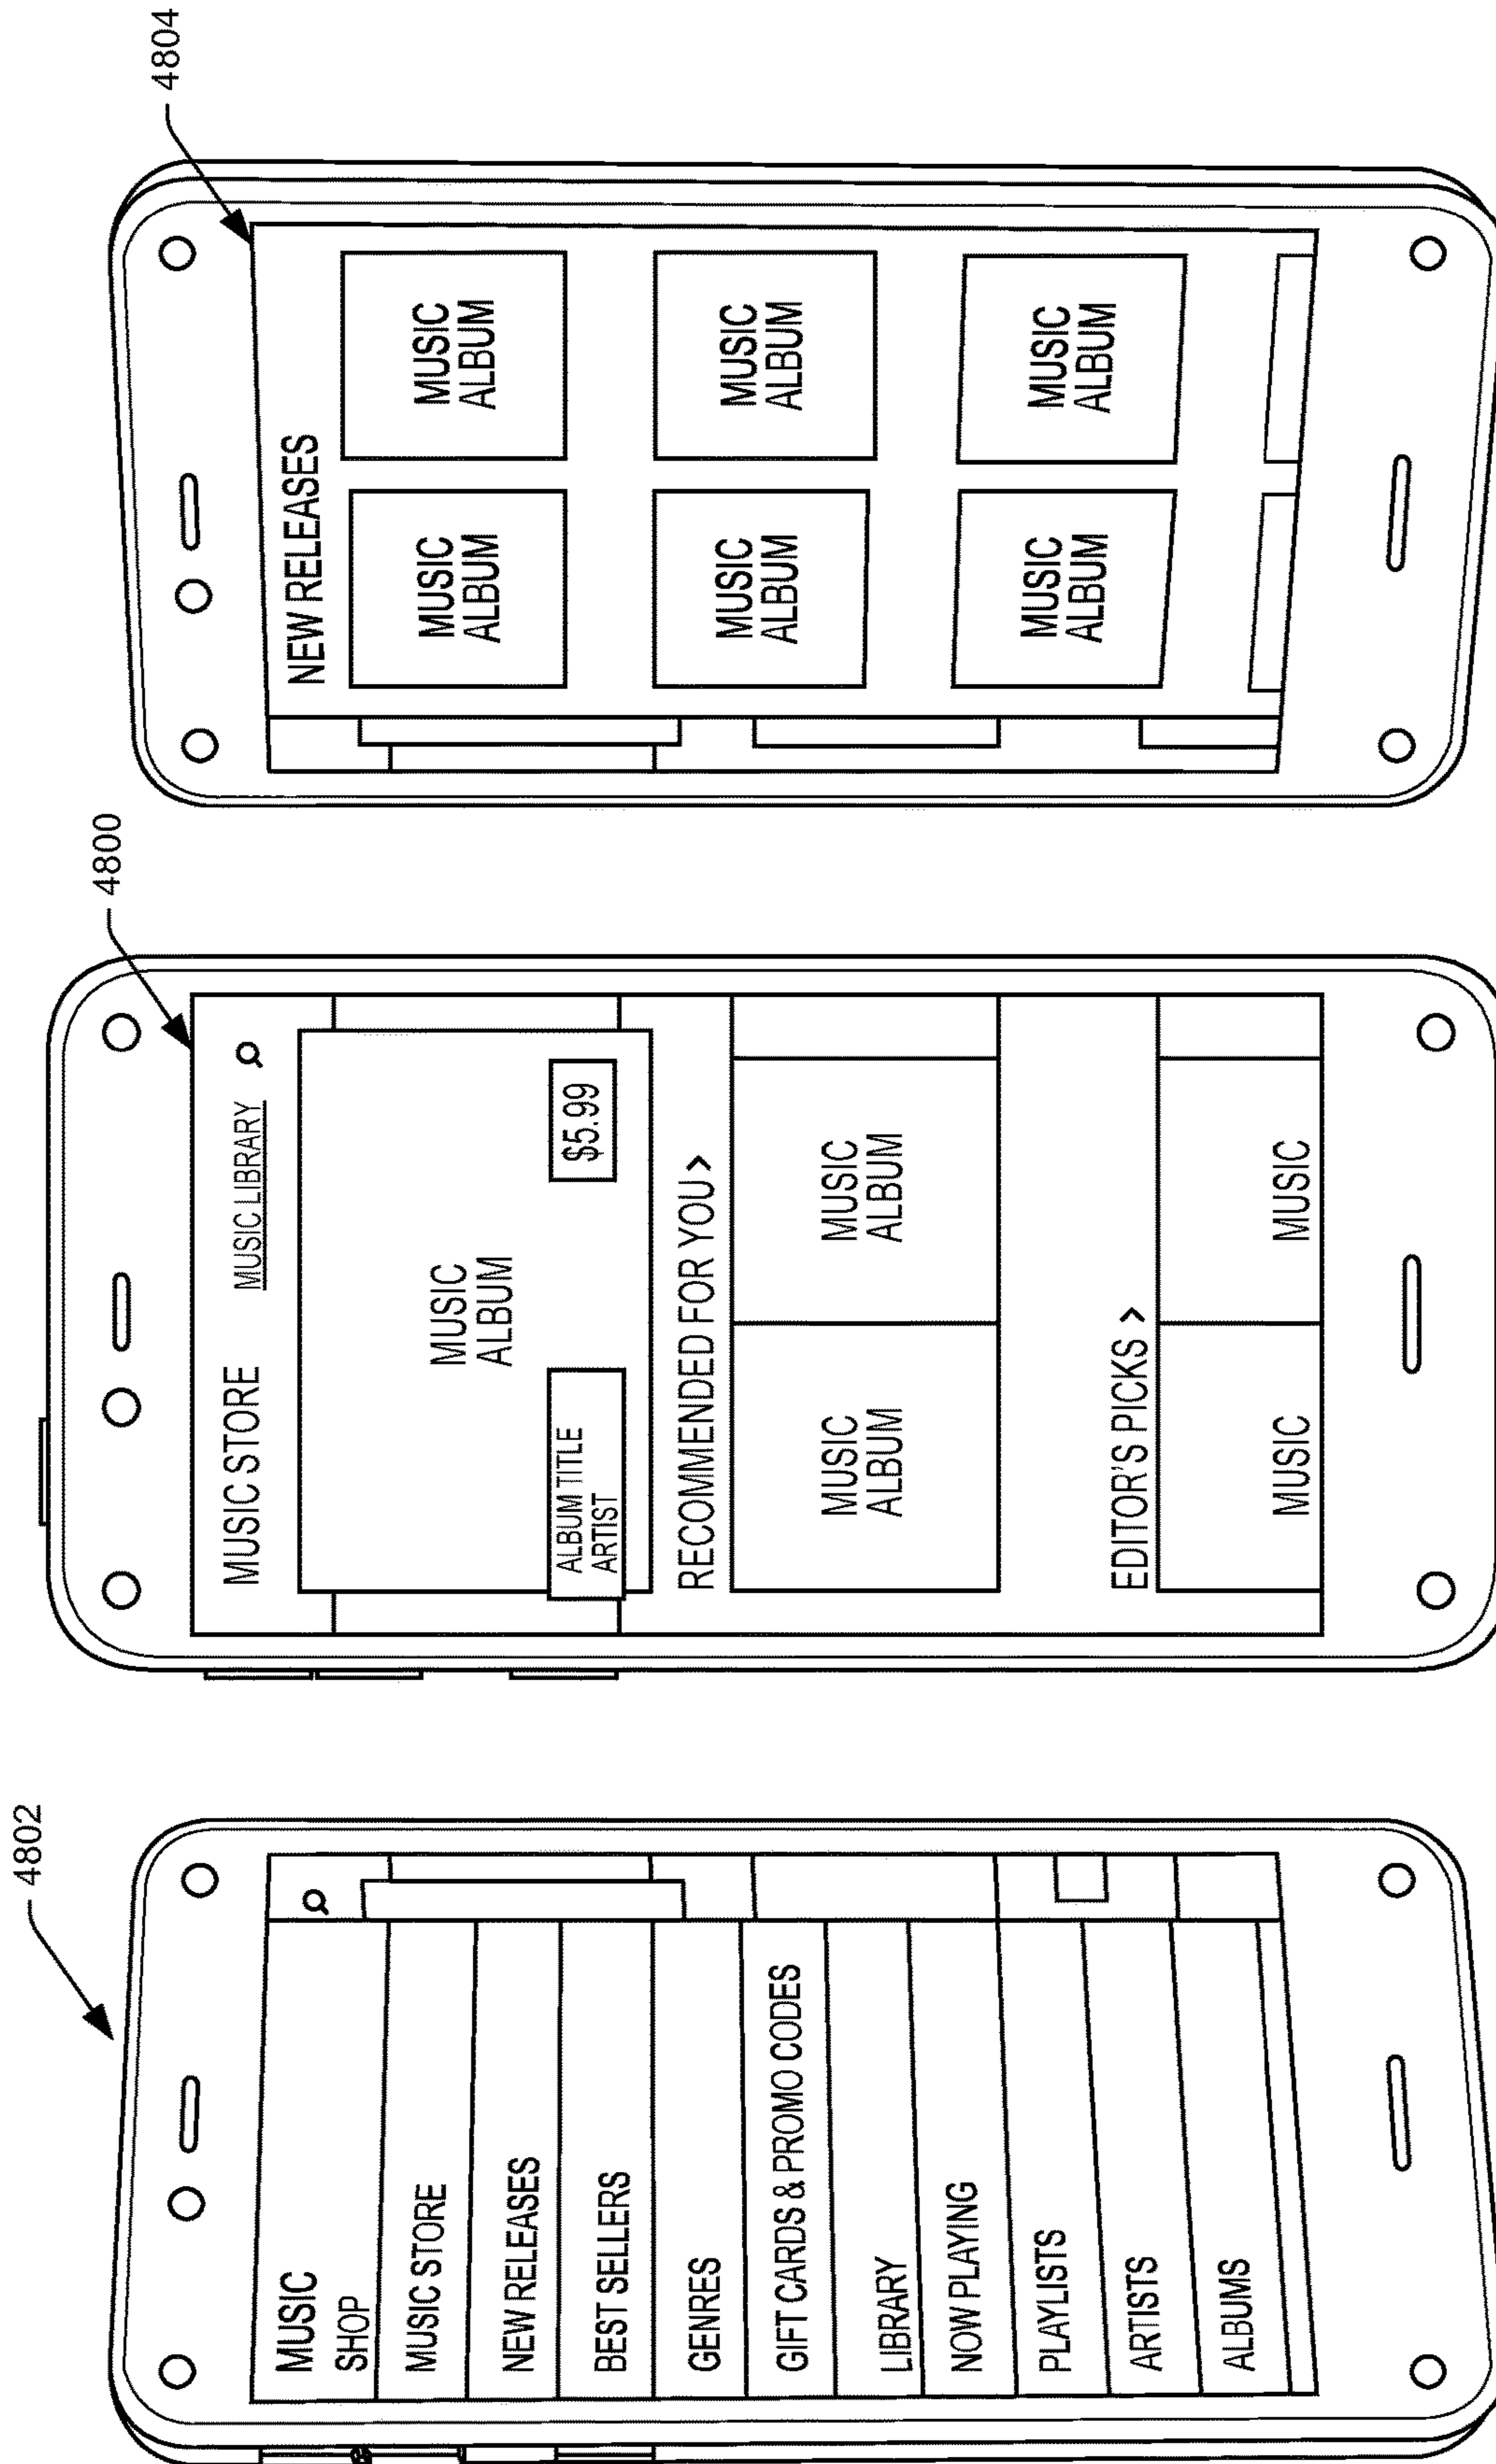 4802
MUSIC
SHOP
MUSIC STORE
NEW RELEASES
BEST SELLERS
GENRES
GIFT CARDS & PROMO CODES
LIBRARY
NOW PLAYING
PLAYLISTS
ARTISTS
ALBUMS
4800
MUSIC STORE
MUSIC LIBRARY
MUSIC
ALBUM
ALBUM TITLE
ARTIST
$5.99
RECOMMENDED FOR YOU >
MUSIC
ALBUM
MUSIC
ALBUM
EDITOR'S PICKS >
MUSIC
MUSIC
4804
NEW RELEASES
MUSIC
ALBUM
MUSIC
ALBUM
MUSIC
ALBUM
MUSIC
ALBUM
MUSIC
ALBUM
MUSIC
ALBUM